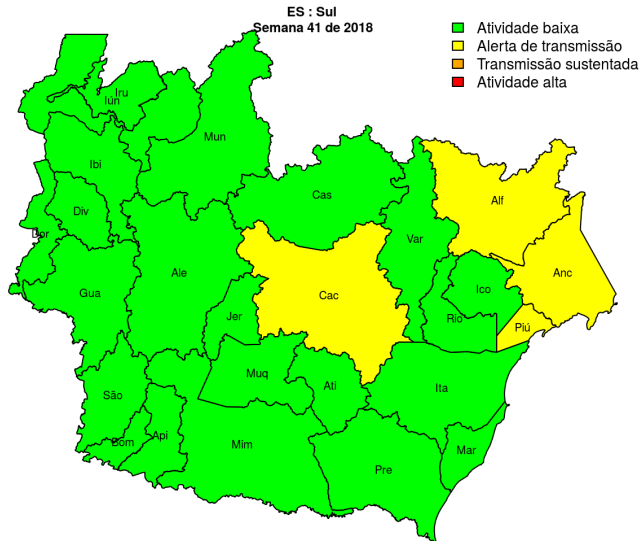 ES : Sul
Semana 41 de 2018
Atividade baixa
Alerta de transmissão
Transmissão sustentada
Atividade alta
Iru
Iún
Mun
Ibi
Cas
Alf
Div
Dor
Var
Ale
Anc
Gua
Cac
Ico
Jer
Rio
Piú
Muq
Ati
Ita
São
Api
Bom
Mim
Mar
Pre